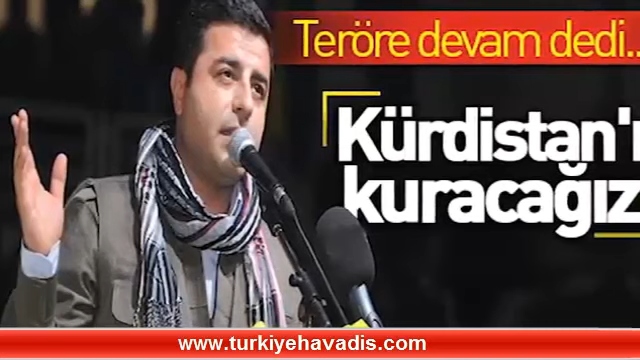 Teröre devam dedi..
Kürdistan'ı
kuracağız
www.turkiyehavadis.com